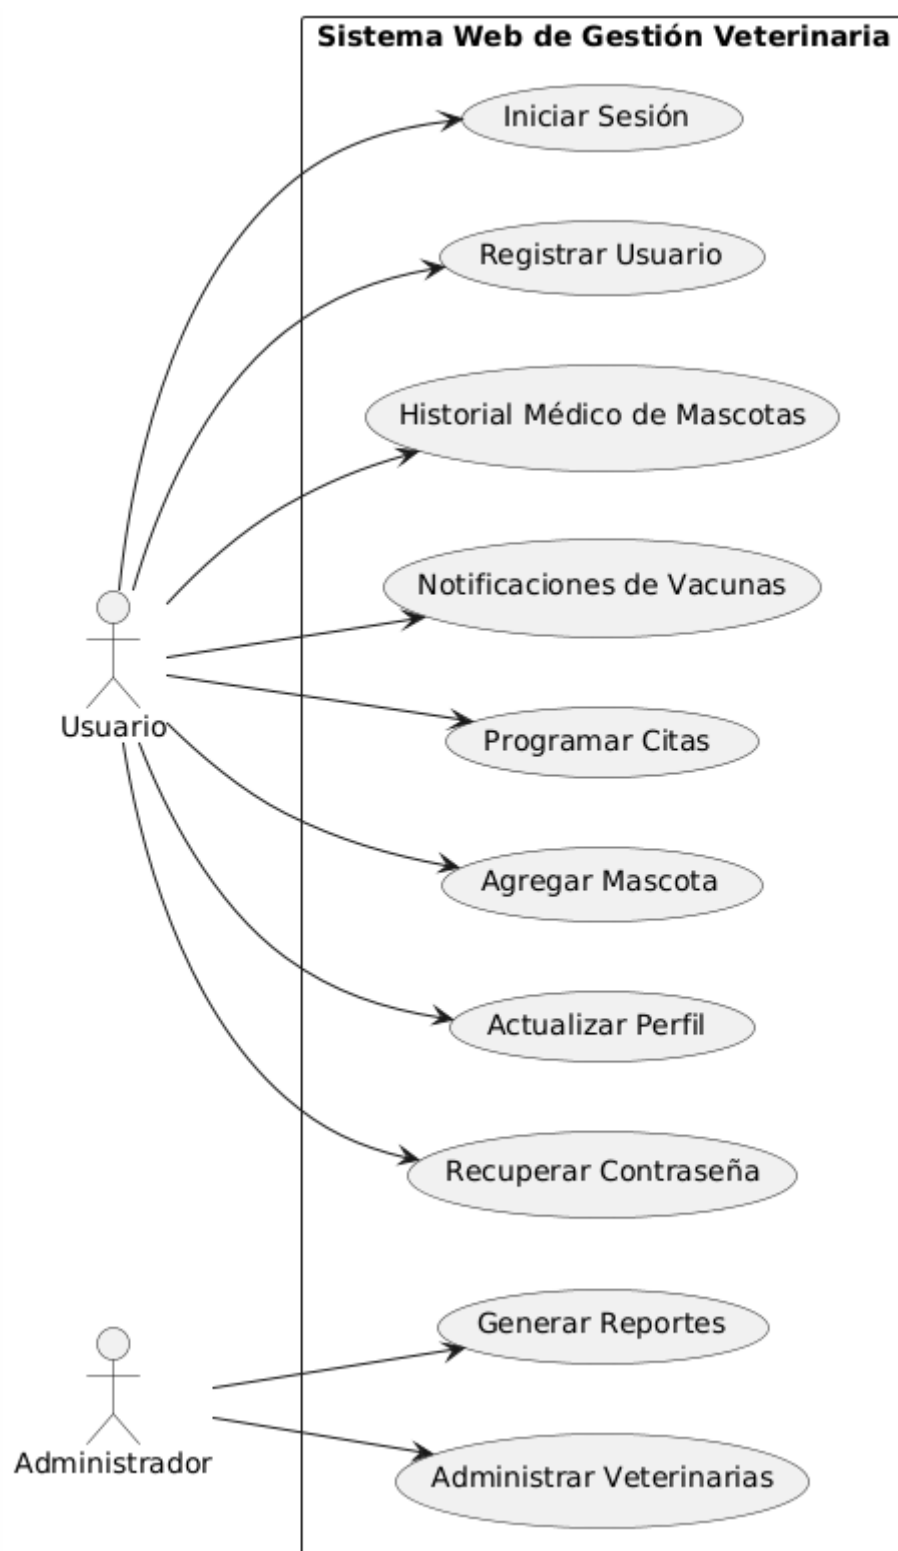 Sistema Web de Gestión Veterinaria
Iniciar Sesión
Registrar Usuario
Historial Médico de Mascotas
Notificaciones de Vacunas
Usuario
Programar Citas
Agregar Mascota
Actualizar Perfil
Recuperar Contraseña
Generar Reportes
Administrador
Administrar Veterinarias